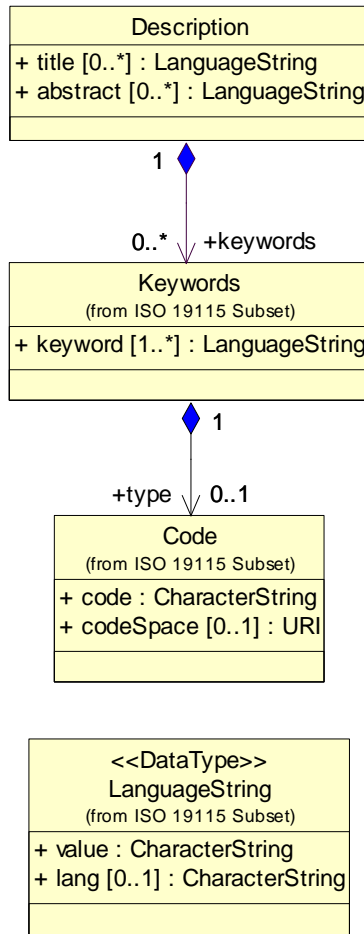 Description
+ title [0..*] : LanguageString
+ abstract [0..*] : LanguageString
1
0..* +keywords
Keywords
(from ISO 19115 Subset)
+ keyword [1..*] : LanguageString
1
+type 0..1
Code
(from ISO 19115 Subset)
+ code : CharacterString
+ codeSpace [0..1] : URI
<<DataType>>
LanguageString
(from ISO 19115 Subset)
+ value : CharacterString
+ lang [0..1] : CharacterString